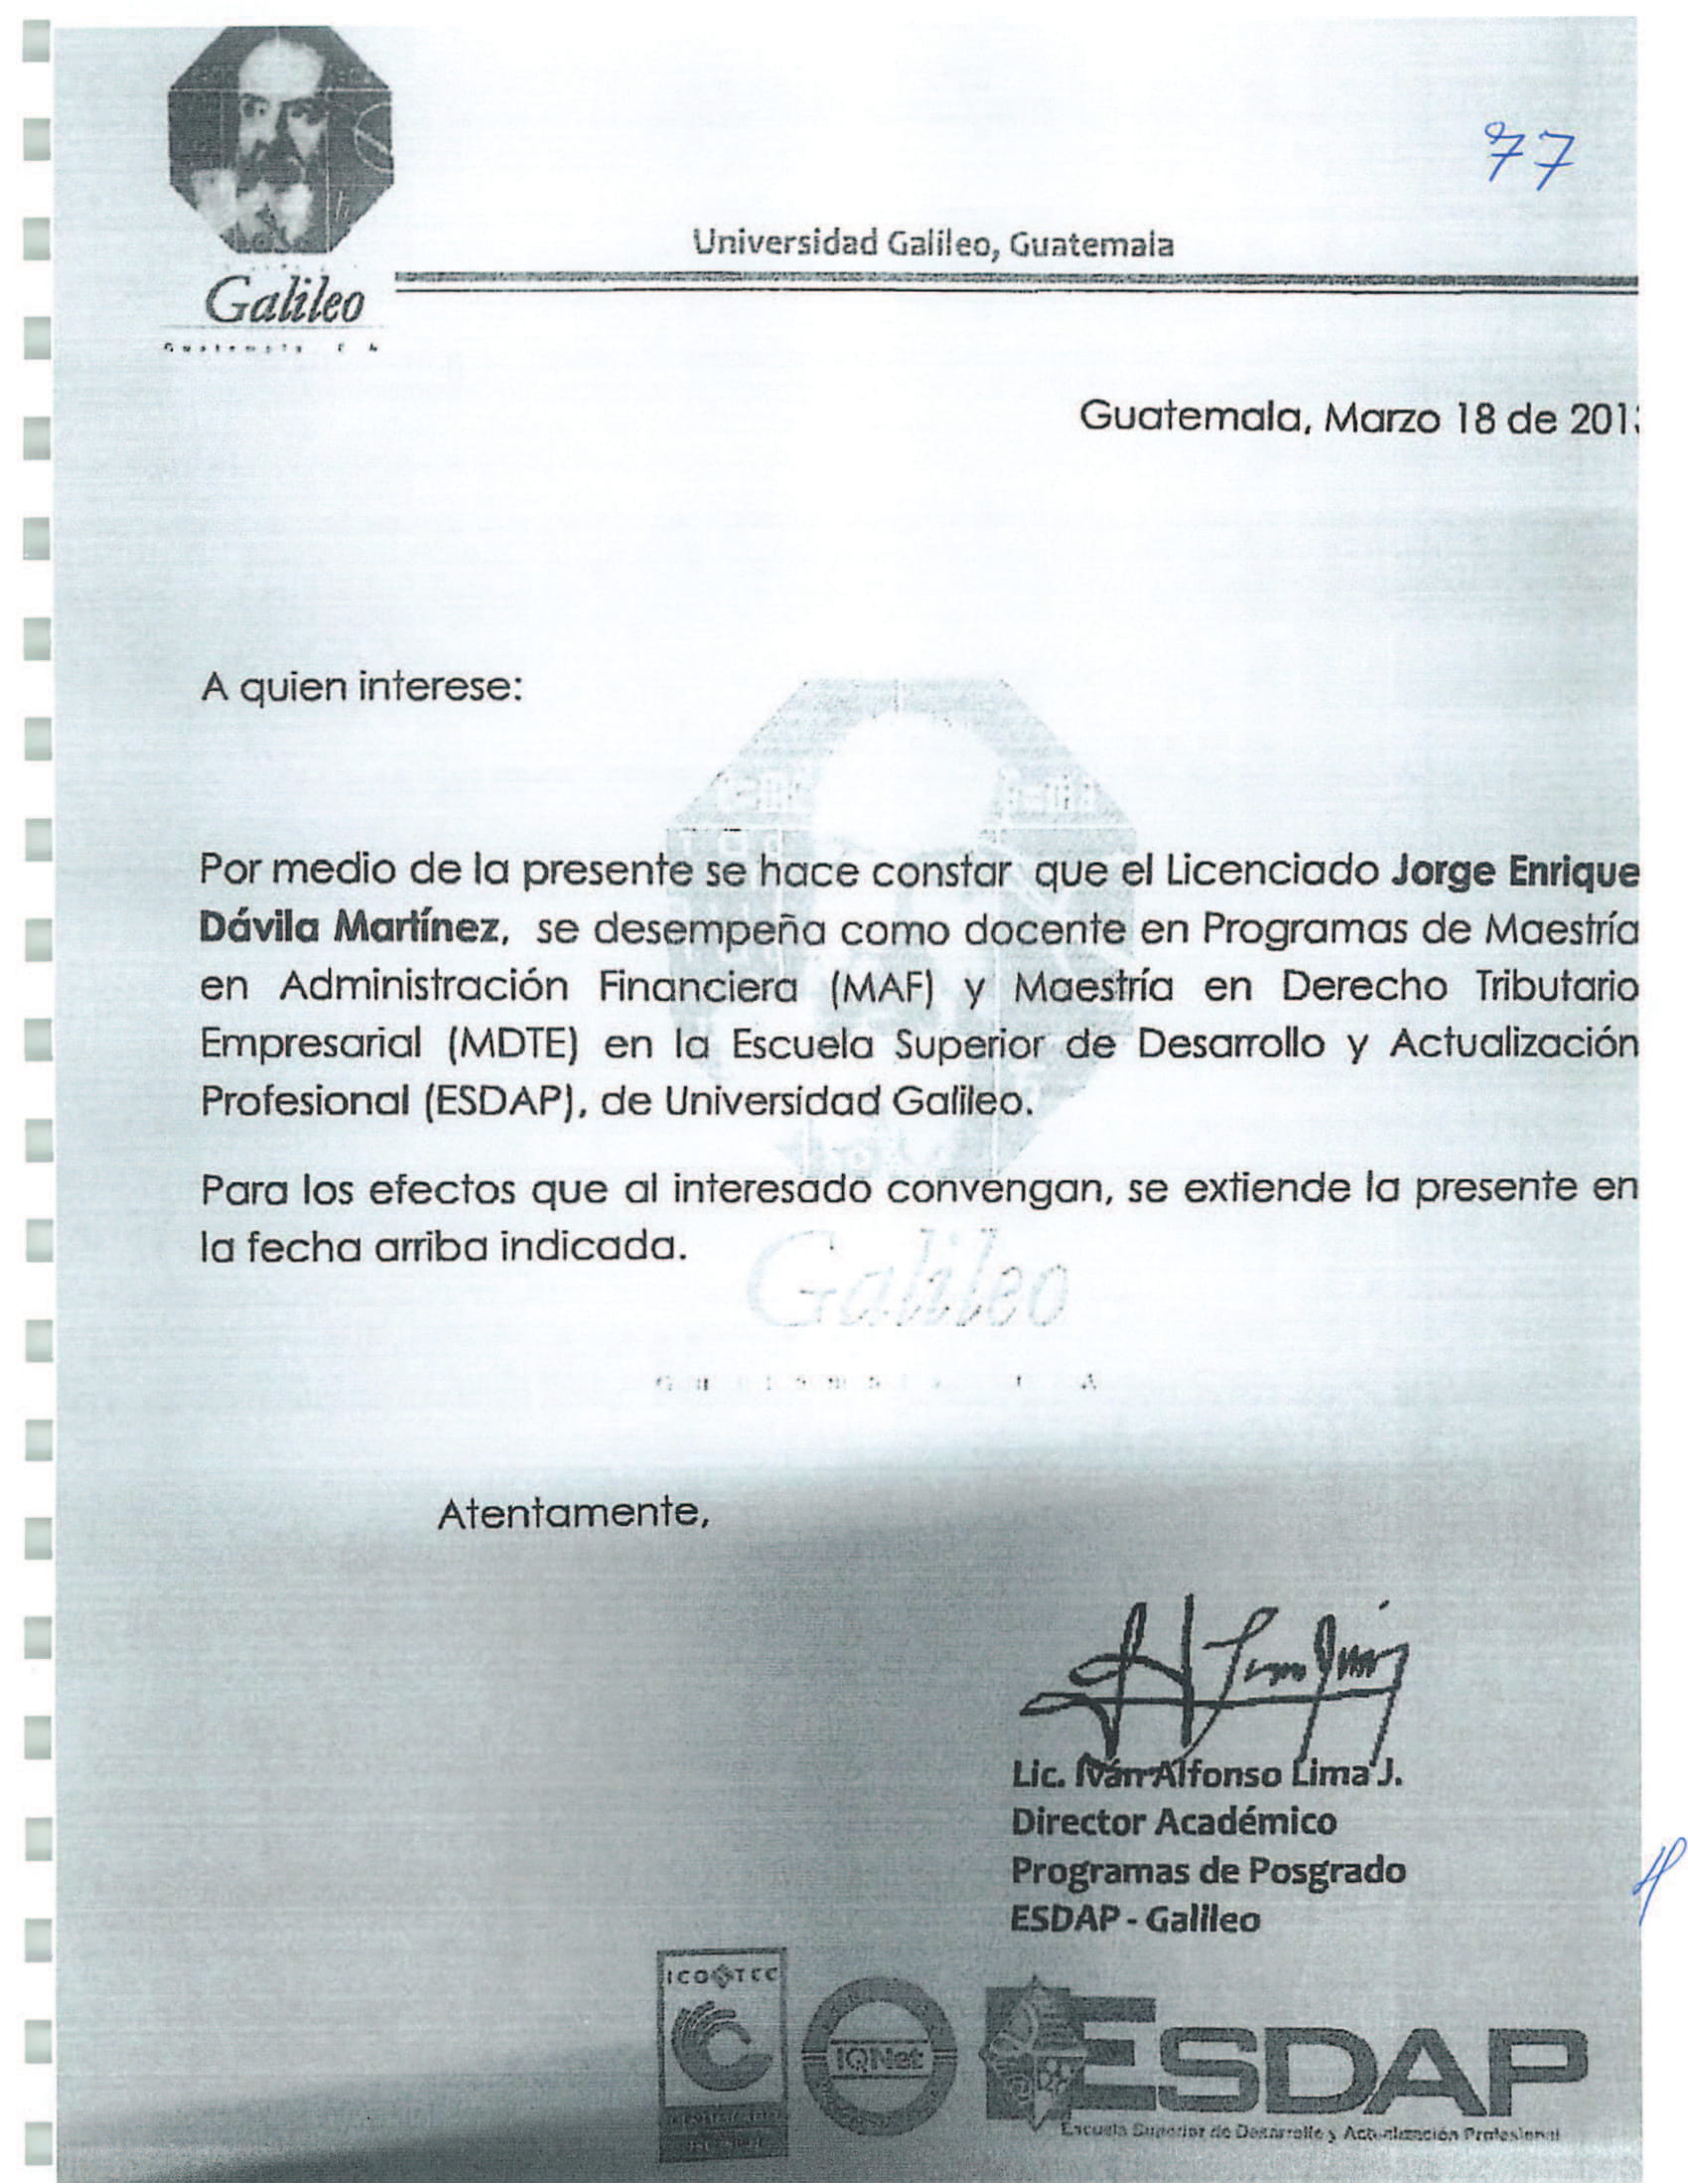 77
Universidad Galileo, Guatemala
Galileo
Guatemala, C. A.
Guatemala, Marzo 18 de 201
A quien interese:
Por medio de la presente se hace constar que el Licenciado Jorge Enrique
Dávila Martínez, se desempeña como docente en Programas de Maestría
en Administración Financiera (MAF) y Maestría en Derecho Tributario
Empresarial (MDTE) en la Escuela Superior de Desarrollo y Actualización
Profesional (ESDAP), de Universidad Galileo.
Para los efectos que al interesado convengan, se extiende la presente en
la fecha arriba indicada.
Galileo
Atentamente,
Lic. Iván Alfonso Lima J.
Director Académico
Programas de Posgrado
ESDAP - Galileo
IQNet
ESDAP
Escuela Superior de Desarrollo y Actualización Profesional